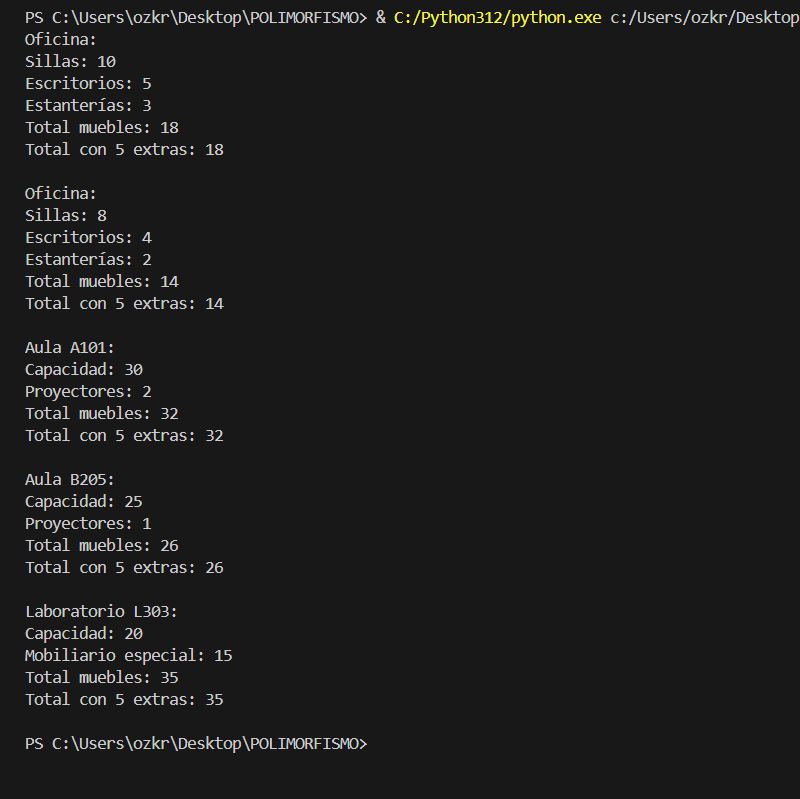 PS C:\Users\ozkr\Desktop\POLIMORFISMO> & C:/Python312/python.exe c:/Users/ozkr/Desktop
Oficina:
Sillas: 10
Escritorios: 5
Estanterías: 3
Total muebles: 18
Total con 5 extras: 18
Oficina:
Sillas: 8
Escritorios: 4
Estanterías: 2
Total muebles: 14
Total con 5 extras: 14
Aula A101:
Capacidad: 30
Proyectores: 2
Total muebles: 32
Total con 5 extras: 32
Aula B205:
Capacidad: 25
Proyectores: 1
Total muebles: 26
Total con 5 extras: 26
Laboratorio L303:
Capacidad: 20
Mobiliario especial: 15
Total muebles: 35
Total con 5 extras: 35
PS C:\Users\ozkr\Desktop\POLIMORFISMO>